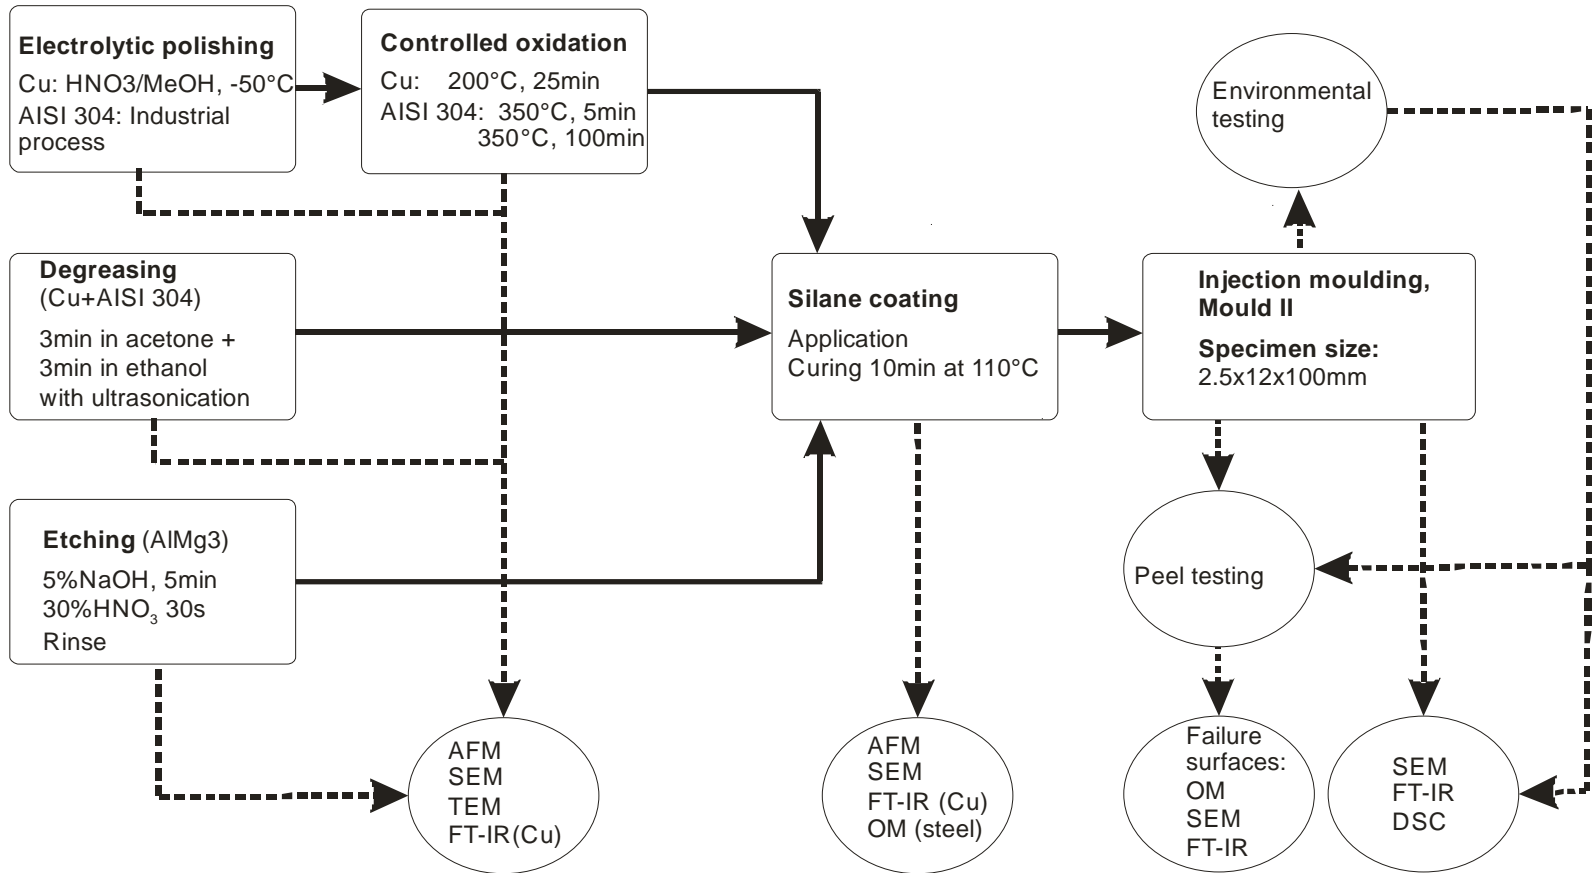 Electrolytic polishing
Cu: HNO3/MeOH, -50°C
AISI 304: Industrial
process
Controlled oxidation
Cu: 200°C, 25min
AISI 304: 350°C, 5min
350°C, 100min
Environmental
testing
Degreasing
(Cu+AISI 304)
3min in acetone +
3min in ethanol
with ultrasonication
Silane coating
Application
Curing 10min at 110°C
Injection moulding,
Mould II
Specimen size:
2.5x12x100mm
Etching (AlMg3)
5%NaOH, 5min
30%HNO₃ 30s
Rinse
Peel testing
AFM
SEM
TEM
FT-IR(Cu)
AFM
SEM
FT-IR (Cu)
OM (steel)
Failure
surfaces:
OM
SEM
FT-IR
SEM
FT-IR
DSC